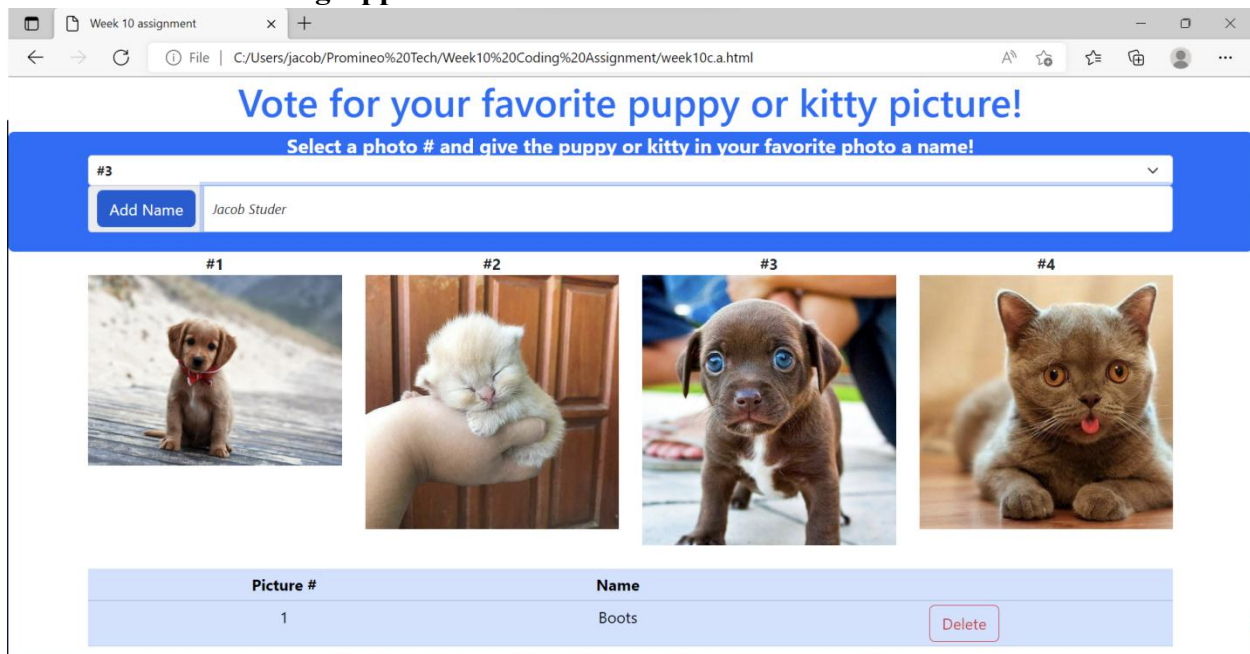 Week 10 assignment
File | C:/Users/jacob/Promineo%20Tech/Week10%20Coding%20Assignment/week10c.a.html
Vote for your favorite puppy or kitty picture!
Select a photo # and give the puppy or kitty in your favorite photo a name!
#3
Add Name Jacob Studer
#1 #2 #3 #4
Picture # Name
1 Boots Delete